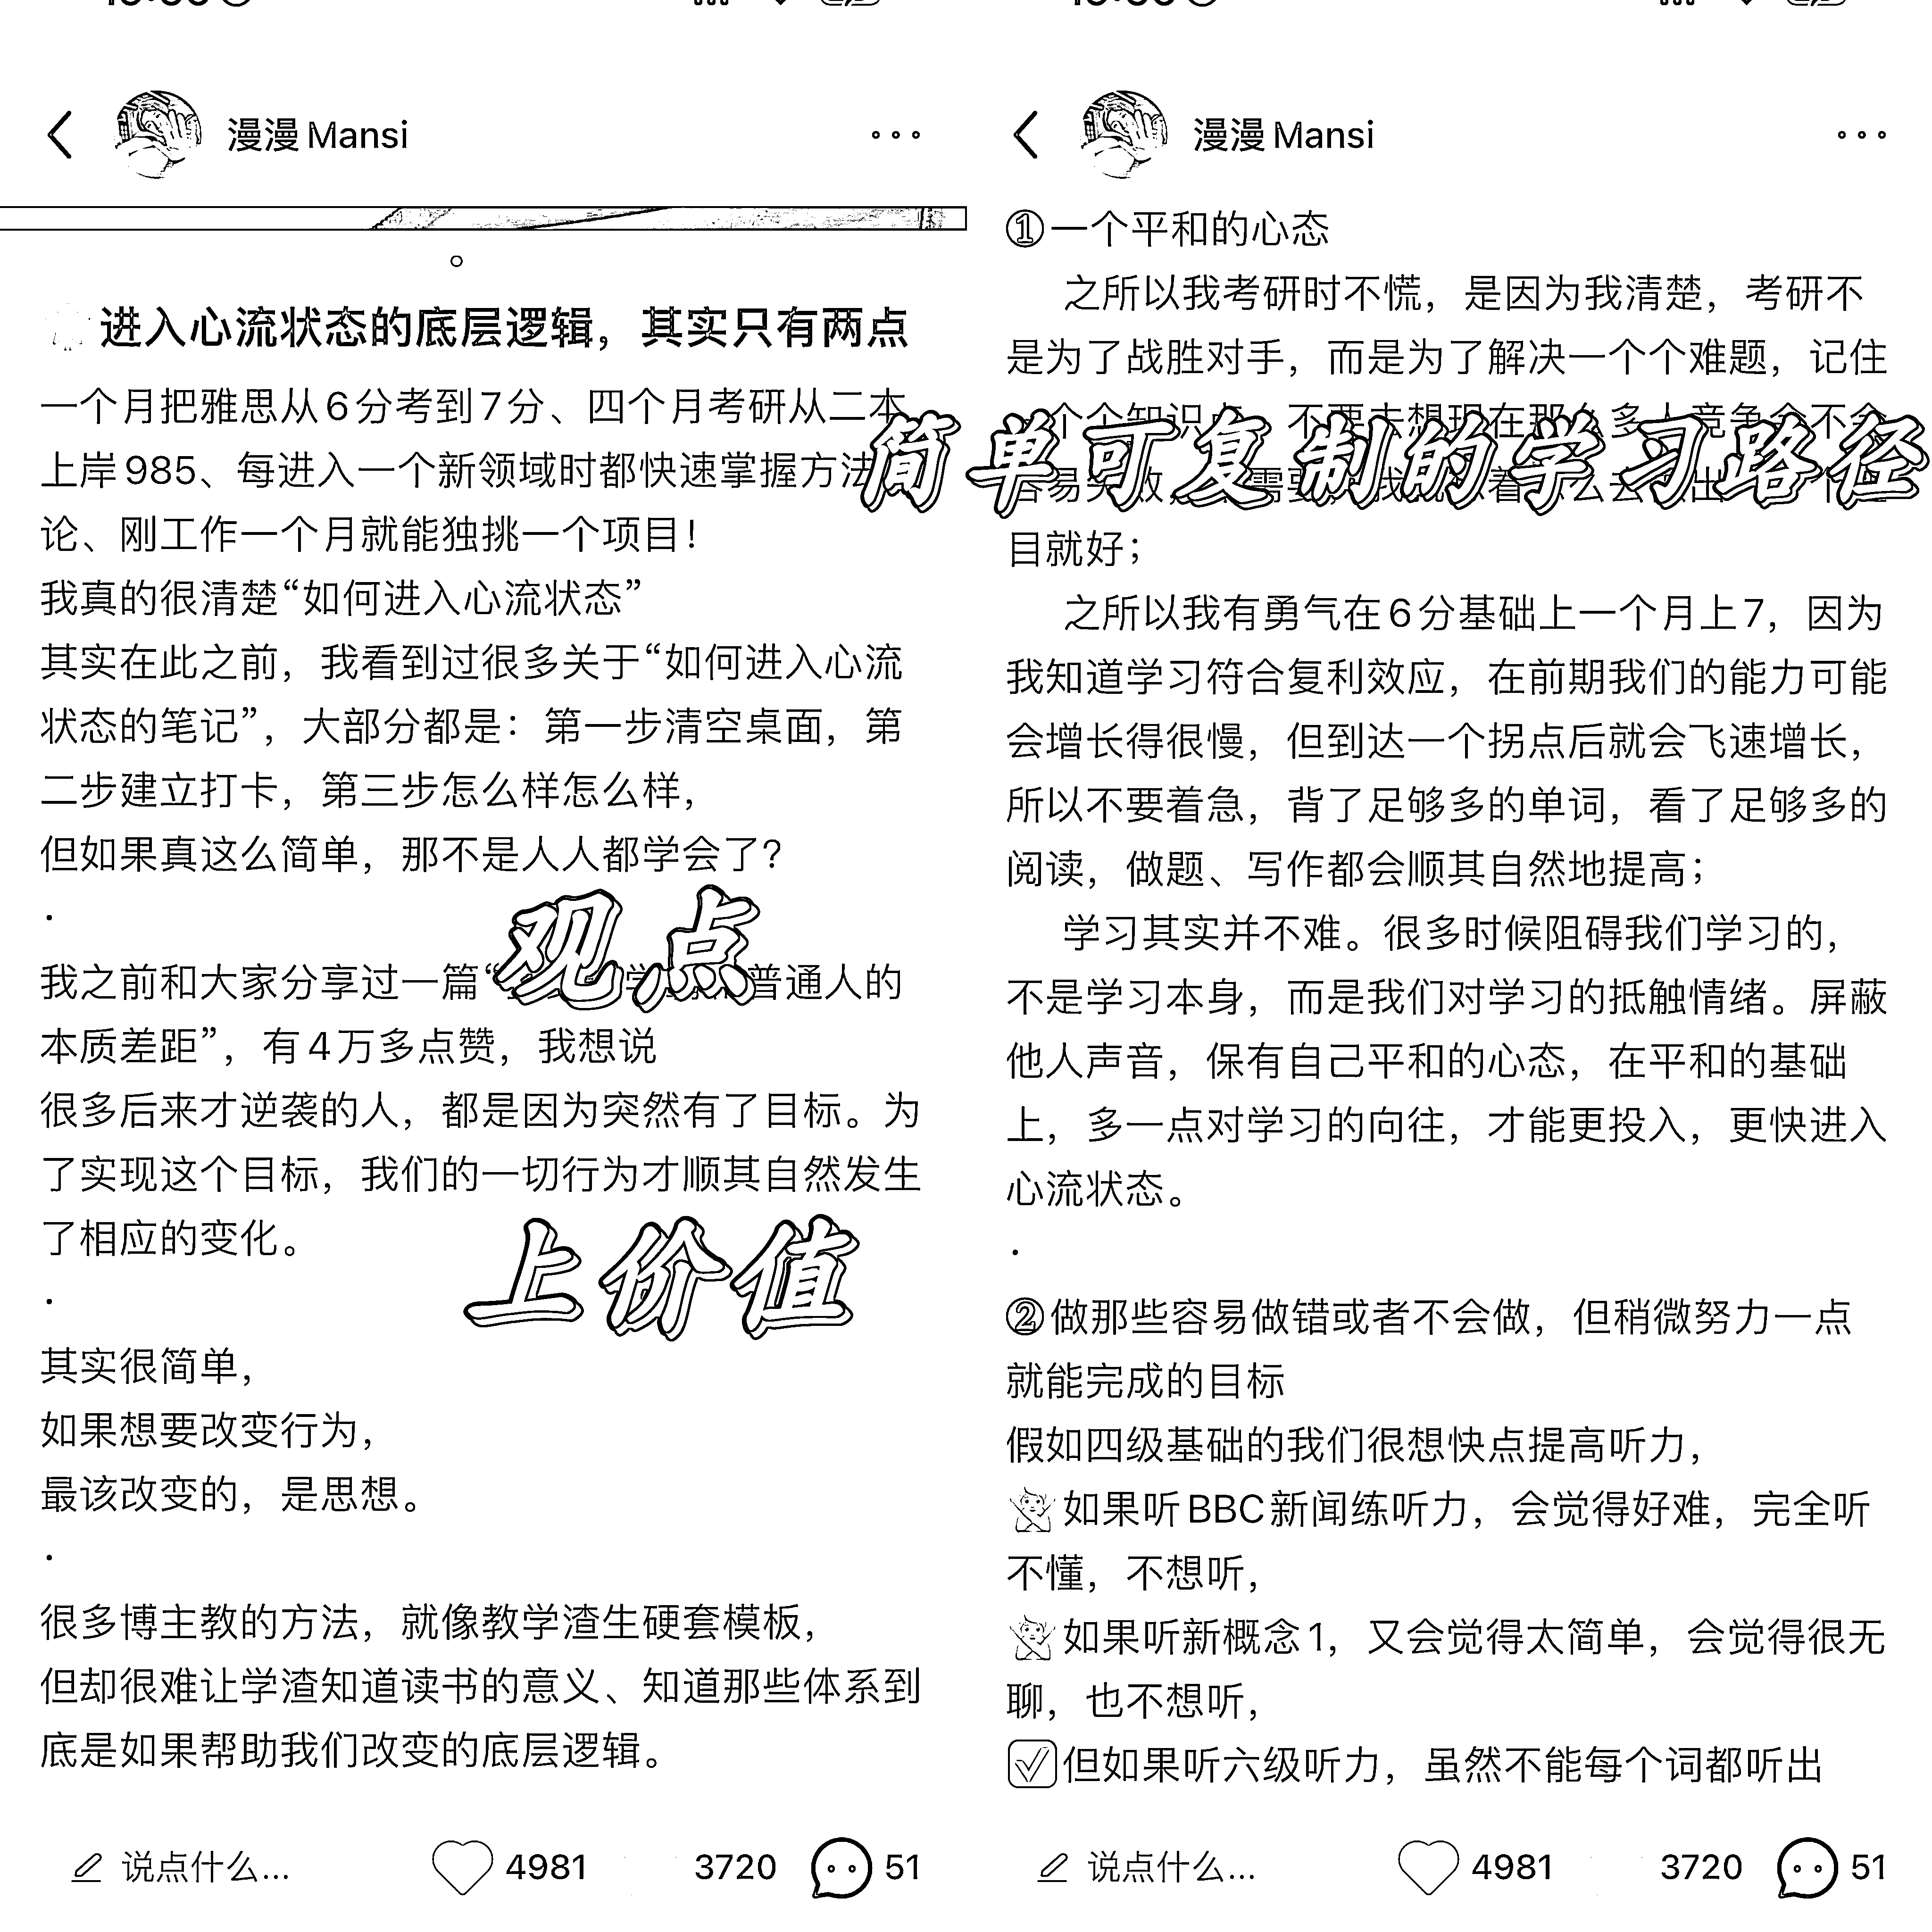 漫漫Mansi
进入心流状态的底层逻辑，其实只有两点
一个月把雅思从6分考到7分、四个月考研从二本
上岸985、每进入一个新领域时都快速掌握方法
论、刚工作一个月就能独挑一个项目！
我真的很清楚“如何进入心流状态”
其实在此之前，我看到过很多关于“如何进入心流
状态的笔记”，大部分都是：第一步清空桌面，第
二步建立打卡，第三步怎么样怎么样，
但如果真这么简单，那不是人人都学会了？
·
观点
我之前和大家分享过一篇“ 普通人的
本质差距”，有4万多点赞，我想说
很多后来才逆袭的人，都是因为突然有了目标。为
了实现这个目标，我们的一切行为才顺其自然发生
了相应的变化。
上价值
·
其实很简单，
如果想要改变行为，
最该改变的，是思想。
·
很多博主教的方法，就像教学渣生硬套模板，
但却很难让学渣知道读书的意义、知道那些体系到
底是如果帮助我们改变的底层逻辑。
说点什么... 4981 3720 51
漫漫Mansi
①一个平和的心态
之所以我考研时不慌，是因为我清楚，考研不
是为了战胜对手，而是为了解决一个个难题，记住
个个知识点，不要去想现在那么多人竞争会不会
简单可复制的学习路径
目就好；
之所以我有勇气在6分基础上一个月上7，因为
我知道学习符合复利效应，在前期我们的能力可能
会增长得很慢，但到达一个拐点后就会飞速增长，
所以不要着急，背了足够多的单词，看了足够多的
阅读，做题、写作都会顺其自然地提高；
学习其实并不难。很多时候阻碍我们学习的，
不是学习本身，而是我们对学习的抵触情绪。屏蔽
他人声音，保有自己平和的心态，在平和的基础
上，多一点对学习的向往，才能更投入，更快进入
心流状态。
·
②做那些容易做错或者不会做，但稍微努力一点
就能完成的目标
假如四级基础的我们很想快点提高听力，
如果听BBC新闻练听力，会觉得好难，完全听
不懂，不想听，
如果听新概念1，又会觉得太简单，会觉得很无
聊，也不想听，
但如果听六级听力，虽然不能每个词都听出
说点什么... 4981 3720 51